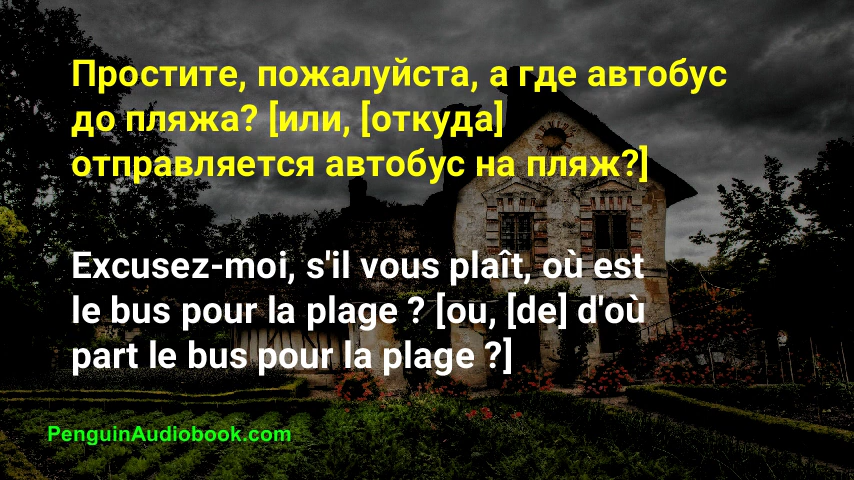 Простите, пожалуйста, а где автобус
до пляжа? [или, [откуда]
отправляется автобус на пляж?]
Excusez-moi, s'il vous plaît, où est
le bus pour la plage ? [ou, [de] d'où
part le bus pour la plage ?]
PenguinAudiobook.com